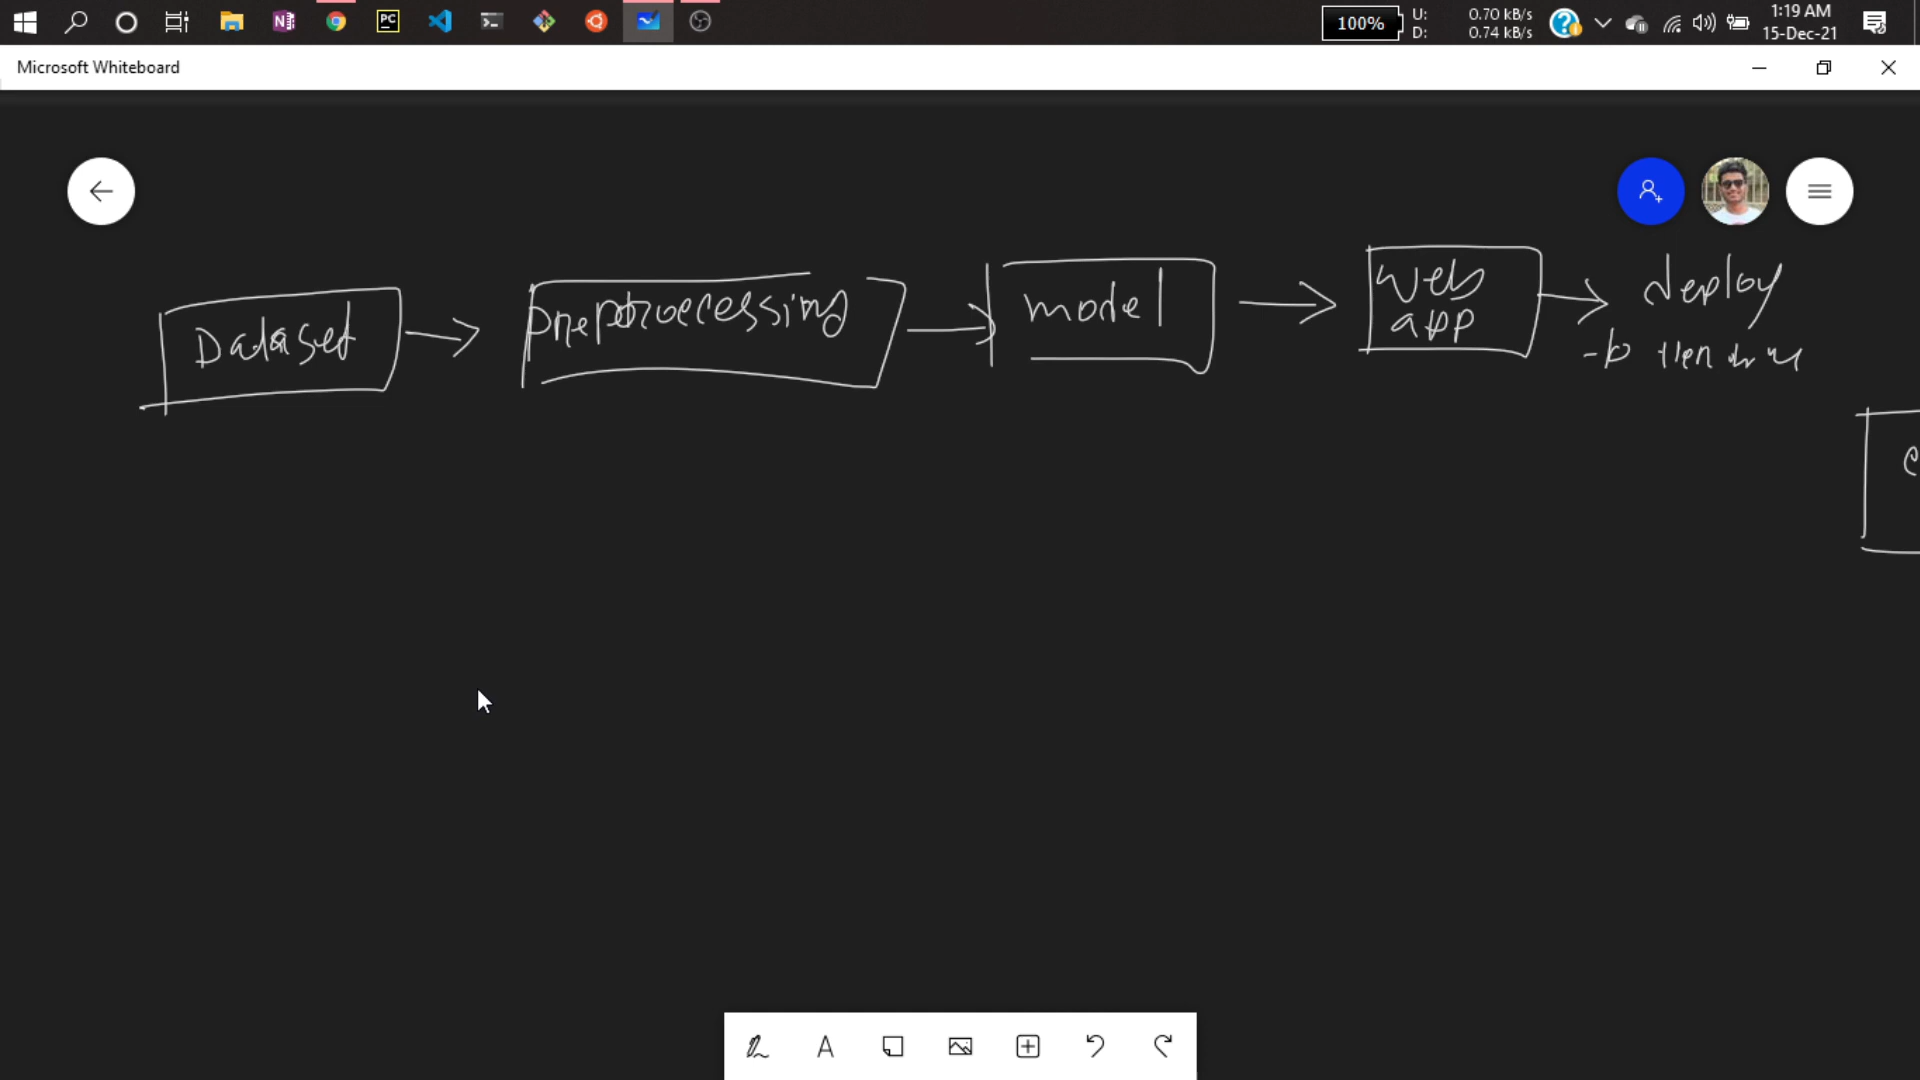 100%
U:
D:
0.70 kB/s
0.74 kB/s
1:19 AM
15-Dec-21
Microsoft Whiteboard
Dataset
Preprocessing
model
Web
app
deploy